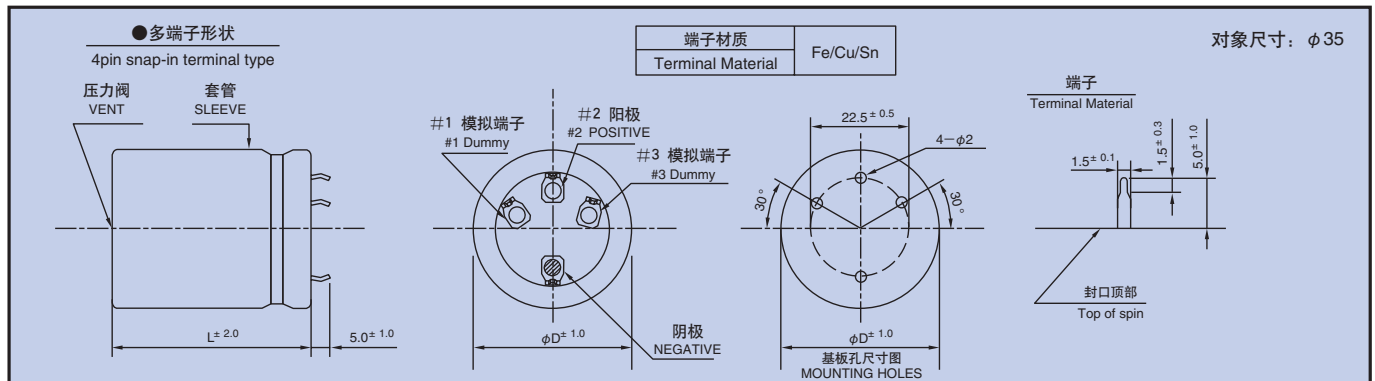 ●多端子形状
4pin snap-in terminal type
端子材质
Terminal Material
Fe/Cu/Sn
对象尺寸：φ35
压力阀
VENT
套管
SLEEVE
L± 2.0
5.0± 1.0
#1 模拟端子
#1 Dummy
#2 阳极
#2 POSITIVE
#3 模拟端子
#3 Dummy
阴极
NEGATIVE
φD± 1.0
22.5± 0.5
4-φ2
30°
30°
φD± 1.0
基板孔尺寸图
MOUNTING HOLES
端子
Terminal Material
1.5± 0.1
1.5± 0.3
5.0± 1.0
封口顶部
Top of spin